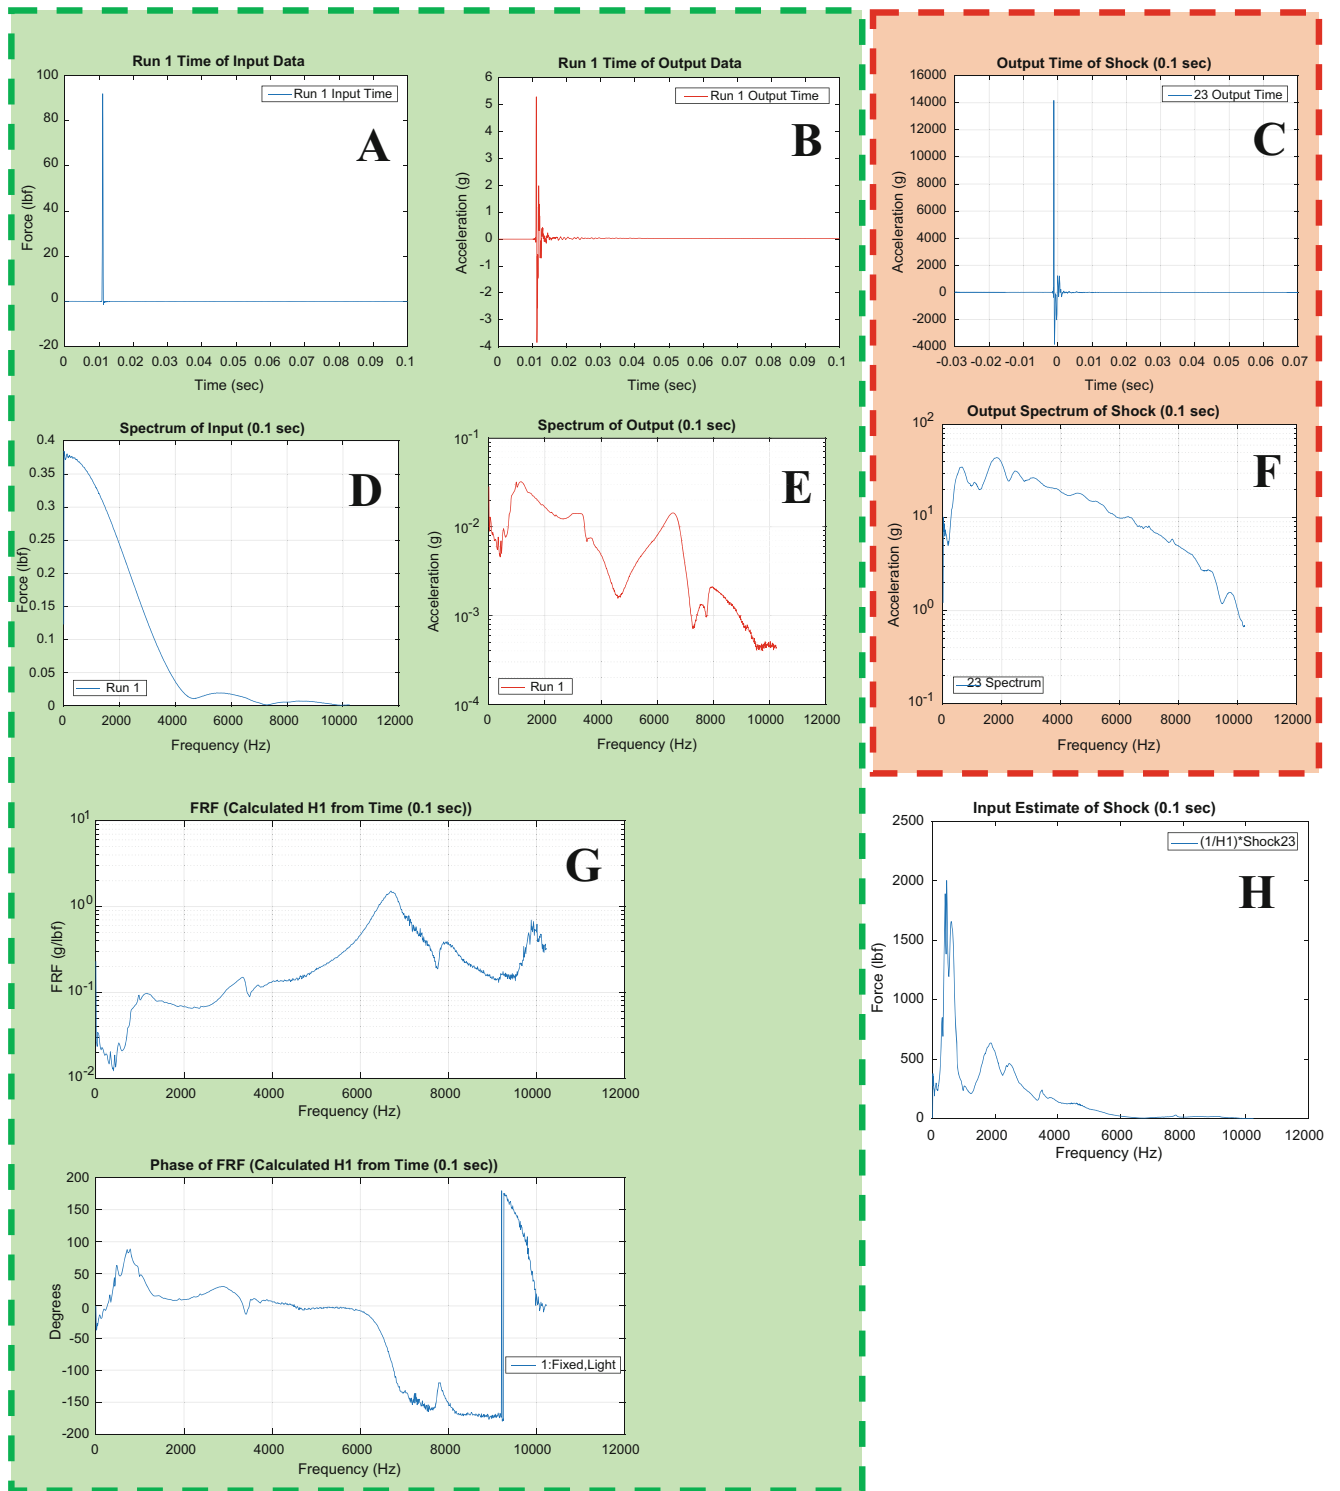 Run 1 Time of Input Data
100
80
60
40
20
0
-20
Force (lbf)
Run 1 Input Time
A
0 0.01 0.02 0.03 0.04 0.05 0.06 0.07 0.08 0.09 0.1
Time (sec)
Run 1 Time of Output Data
6
5
4
3
2
1
0
-1
-2
-3
-4
Acceleration (g)
Run 1 Output Time
B
0 0.01 0.02 0.03 0.04 0.05 0.06 0.07 0.08 0.09 0.1
Time (sec)
Output Time of Shock (0.1 sec)
16000
14000
12000
10000
8000
6000
4000
2000
0
-2000
-4000
Acceleration (g)
23 Output Time
C
-0.03 -0.02 -0.01 0 0.01 0.02 0.03 0.04 0.05 0.06 0.07
Time (sec)
Spectrum of Input (0.1 sec)
0.4
0.35
0.3
0.25
0.2
0.15
0.1
0.05
0
Force (lbf)
D
Run 1
0 2000 4000 6000 8000 10000 12000
Frequency (Hz)
Spectrum of Output (0.1 sec)
10-1
10-2
10-3
10-4
Acceleration (g)
E
Run 1
0 2000 4000 6000 8000 10000 12000
Frequency (Hz)
Output Spectrum of Shock (0.1 sec)
102
101
100
10-1
Acceleration (g)
F
23 Spectrum
0 2000 4000 6000 8000 10000 12000
Frequency (Hz)
FRF (Calculated H1 from Time (0.1 sec))
101
100
10-1
10-2
FRF (g/lbf)
G
0 2000 4000 6000 8000 10000 12000
Frequency (Hz)
Input Estimate of Shock (0.1 sec)
2500
2000
1500
1000
500
0
Force (lbf)
(1/H1)*Shock23
H
0 2000 4000 6000 8000 10000 12000
Frequency (Hz)
Phase of FRF (Calculated H1 from Time (0.1 sec))
200
150
100
50
0
-50
-100
-150
-200
Degrees
1:Fixed,Light
0 2000 4000 6000 8000 10000 12000
Frequency (Hz)